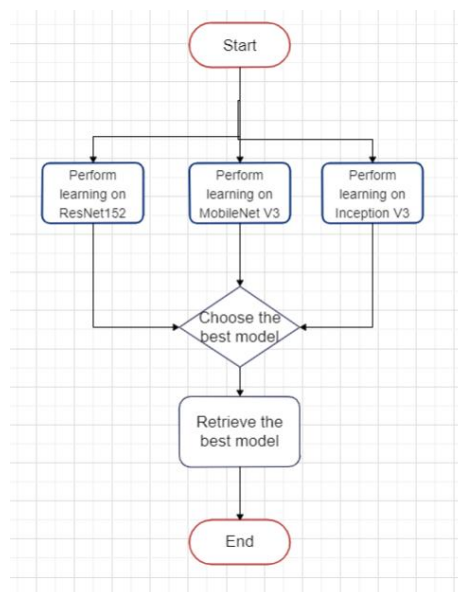 Start
Perform
learning on
ResNet152
Perform
learning on
MobileNet V3
Perform
learning on
Inception V3
Choose the
best model
Retrieve the
best model
End